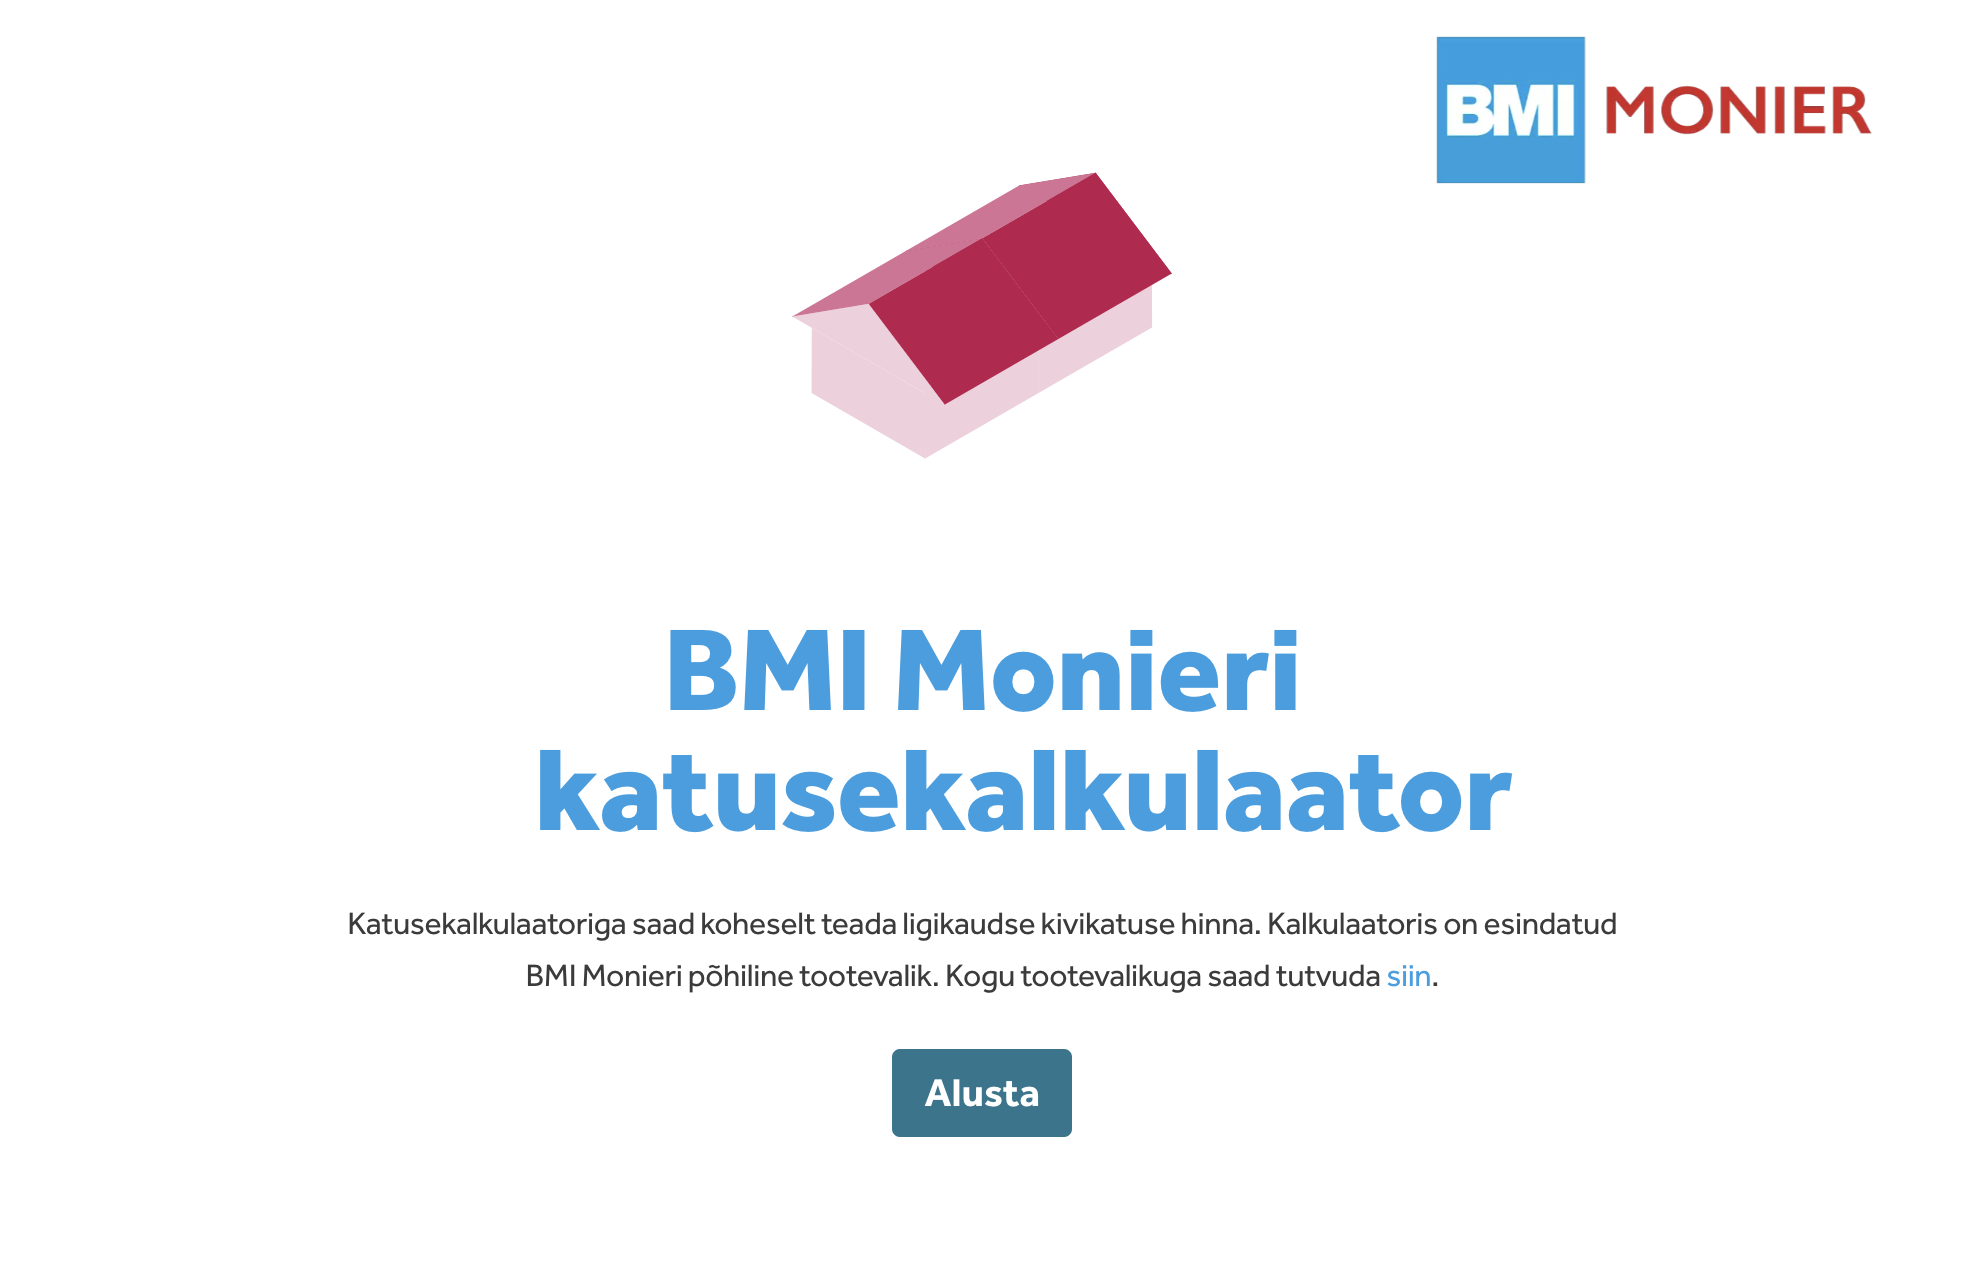 BMI MONIER
BMI Monieri
katusekalkulaator
Katusekalkulaatoriga saad koheselt teada ligikaudse kivikatuse hinna. Kalkulaatoris on esindatud
BMI Monieri põhiline tootevalik. Kogu tootevalikuga saad tutvuda siin.
Alusta